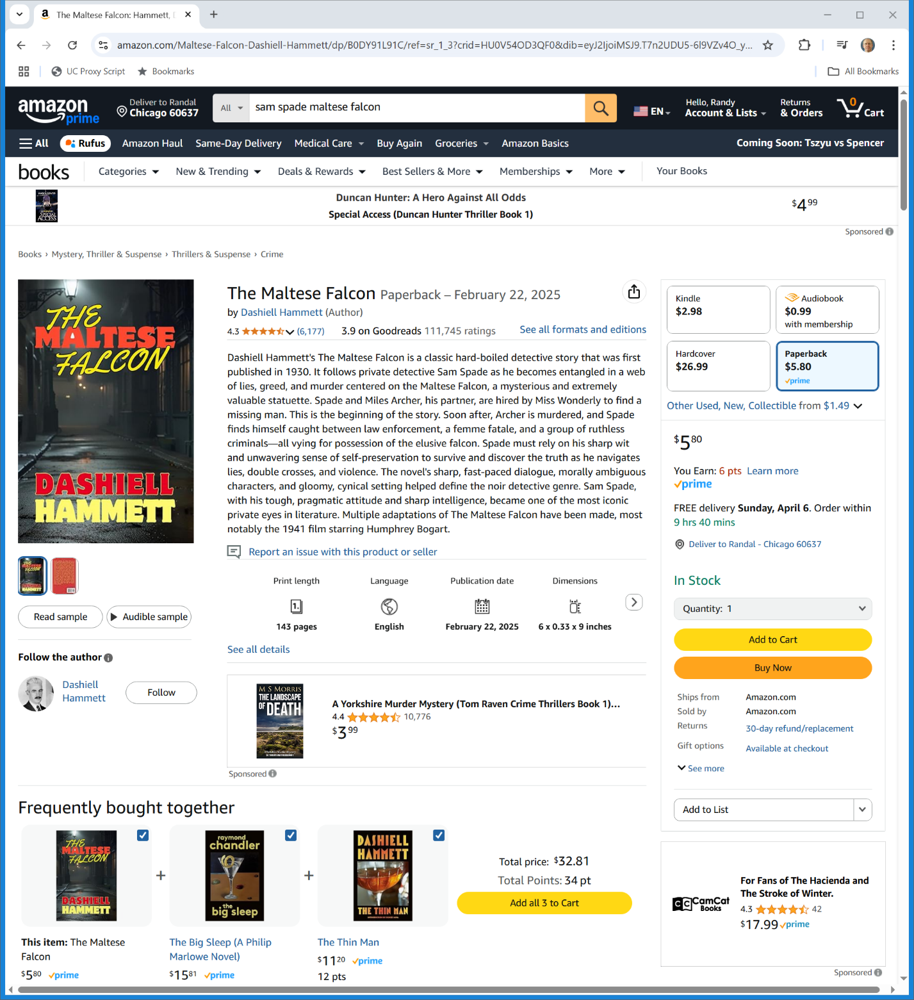 The Maltese Falcon: Hammett, D
amazon.com/Maltese-Falcon-Dashiell-Hammett/dp/B0DY91L91C/ref=sr_1_3?crid=HU0V54OD3QF0&dib=eyJ2IjoiMSJ9.T7n2UDU5-6l9VZv4O_y...
UC Proxy Script
Bookmarks
All Bookmarks
amazon
prime
Deliver to Randal
Chicago 60637
All
sam spade maltese falcon
EN
Hello, Randy
Account & Lists
Returns
& Orders
0
Cart
All
Rufus
Amazon Haul
Same-Day Delivery
Medical Care
Buy Again
Groceries
Amazon Basics
Coming Soon: Tszyu vs Spencer
books
Categories
New & Trending
Deals & Rewards
Best Sellers & More
Memberships
More
Your Books
SPECIAL
ACCESS
Duncan Hunter: A Hero Against All Odds
Special Access (Duncan Hunter Thriller Book 1)
$4 99
Sponsored
Books › Mystery, Thriller & Suspense › Thrillers & Suspense › Crime
THE
MALTESE
FALCON
DASHIELL
HAMMETT
Read sample
Audible sample
Follow the author
Dashiell
Hammett
Follow
The Maltese Falcon Paperback – February 22, 2025
by Dashiell Hammett (Author)
4.3 (6,177) 3.9 on Goodreads 111,745 ratings
See all formats and editions
Dashiell Hammett's The Maltese Falcon is a classic hard-boiled detective story that was first
published in 1930. It follows private detective Sam Spade as he becomes entangled in a web
of lies, greed, and murder centered on the Maltese Falcon, a mysterious and extremely
valuable statuette. Spade and Miles Archer, his partner, are hired by Miss Wonderly to find a
missing man. This is the beginning of the story. Soon after, Archer is murdered, and Spade
finds himself caught between law enforcement, a femme fatale, and a group of ruthless
criminals—all vying for possession of the elusive falcon. Spade must rely on his sharp wit
and unwavering sense of self-preservation to survive and discover the truth as he navigates
lies, double crosses, and violence. The novel's sharp, fast-paced dialogue, morally ambiguous
characters, and gloomy, cynical setting helped define the noir detective genre. Sam Spade,
with his tough, pragmatic attitude and sharp intelligence, became one of the most iconic
private eyes in literature. Multiple adaptations of The Maltese Falcon have been made, most
notably the 1941 film starring Humphrey Bogart.
Report an issue with this product or seller
Print length
1.
143 pages
Language
English
Publication date
February 22, 2025
Dimensions
6 x 0.33 x 9 inches
See all details
M S MORRIS
THE LANDSCAPE
OF DEATH
A Yorkshire Murder Mystery (Tom Raven Crime Thrillers Book 1)...
4.4 10,776
$3 99
Sponsored
Kindle
$2.98
Audiobook
$0.99
with membership
Hardcover
$26.99
Paperback
$5.80
prime
Other Used, New, Collectible from $1.49
$5 80
You Earn: 6 pts Learn more
prime
FREE delivery Sunday, April 6. Order within
9 hrs 40 mins
Deliver to Randal - Chicago 60637
In Stock
Quantity: 1
Add to Cart
Buy Now
Ships from Amazon.com
Sold by Amazon.com
Returns 30-day refund/replacement
Gift options Available at checkout
See more
Add to List
Frequently bought together
THE
MALTESE
FALCON
DASHIELL
HAMMETT
This item: The Maltese
Falcon
$5 80 prime
+
raymond
chandler
the
big sleep
The Big Sleep (A Philip
Marlowe Novel)
$15 81 prime
+
DASHIELL
HAMMETT
THE THIN MAN
The Thin Man
$11 20 prime
12 pts
Total price: $32.81
Total Points: 34 pt
Add all 3 to Cart
CC CamCat
Books
For Fans of The Hacienda and
The Stroke of Winter.
4.3 42
$17.99 prime
Sponsored